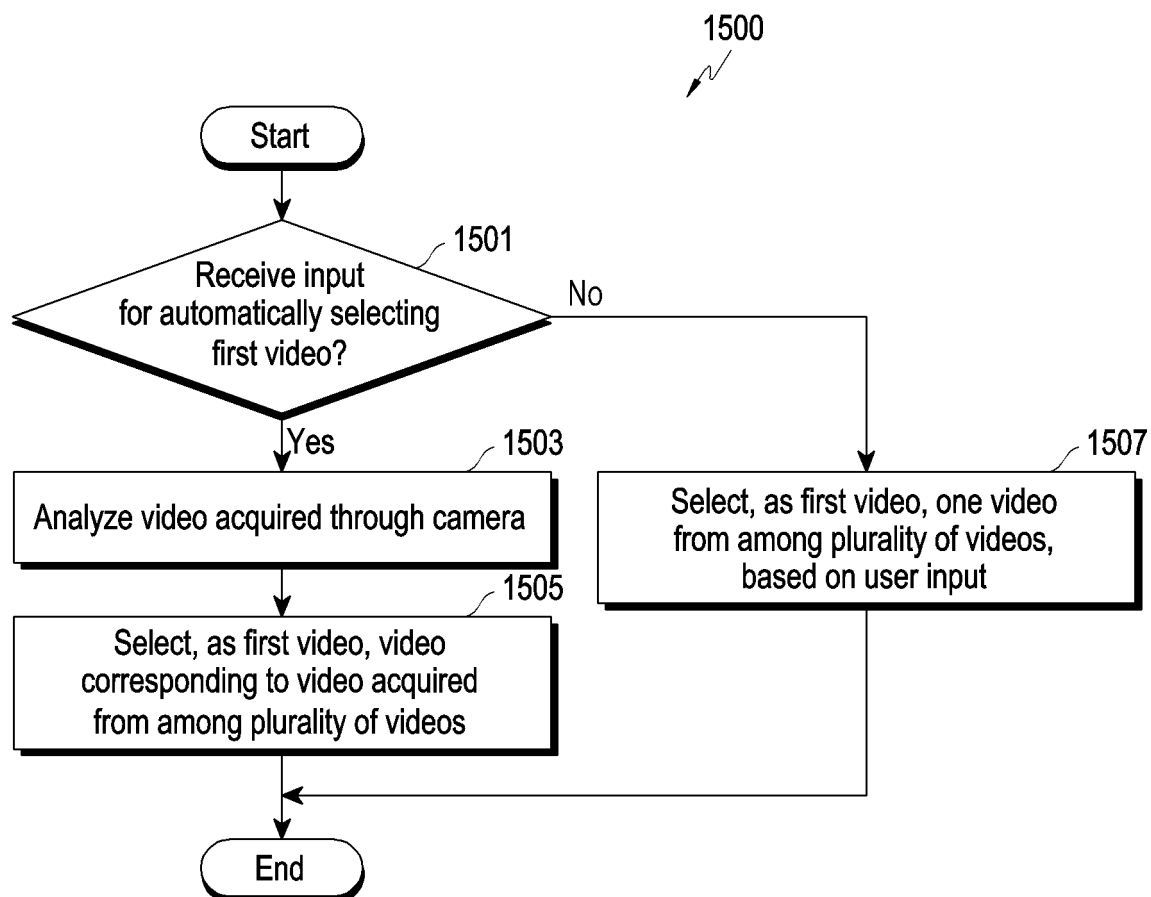 1500
Start
1501
Receive input
for automatically selecting
first video?
No
Yes
1503
Analyze video acquired through camera
1507
Select, as first video, one video
from among plurality of videos,
based on user input
1505
Select, as first video, video
corresponding to video acquired
from among plurality of videos
End